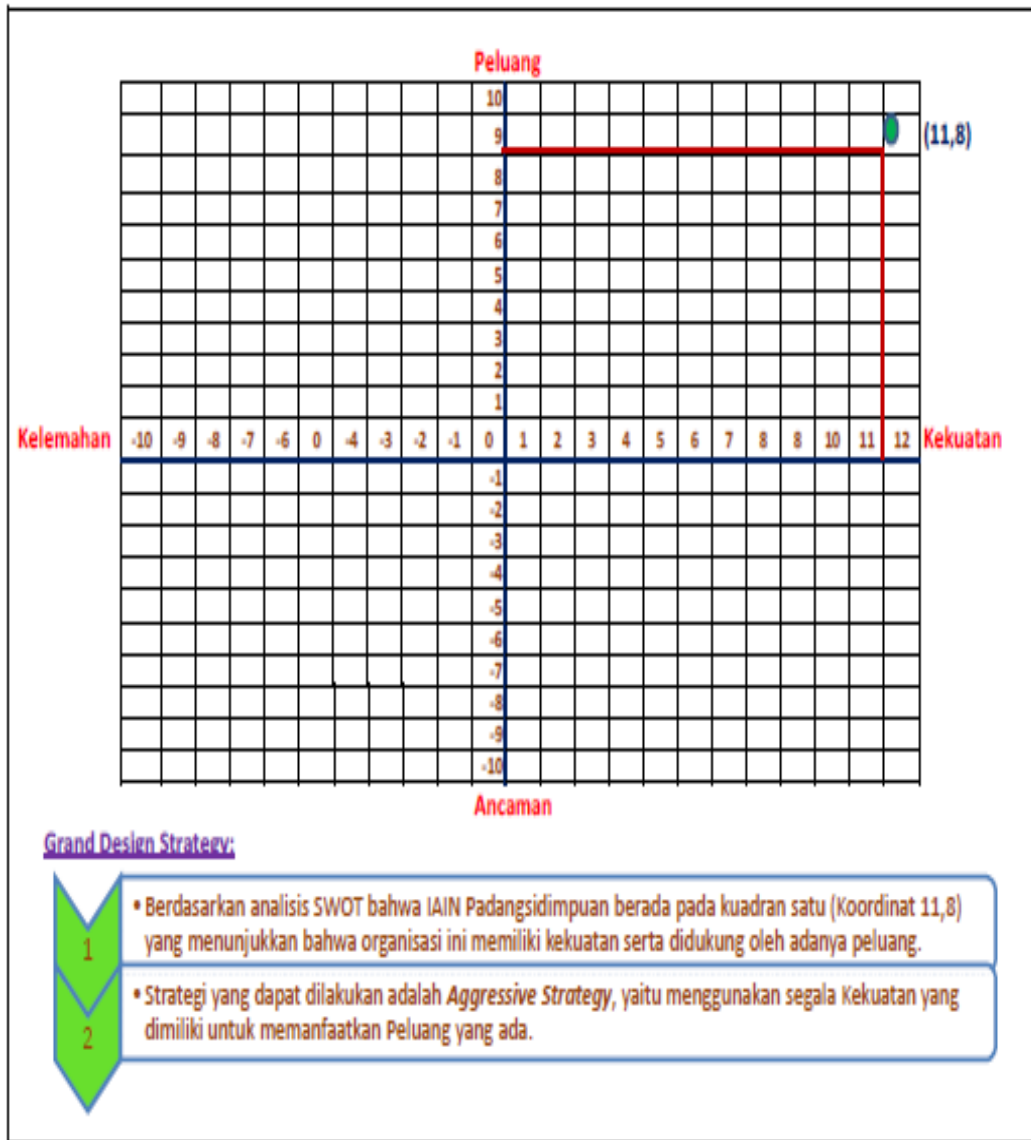 Peluang
10
9
(11,8)
8
7
6
5
4
3
2
1
Kelemahan -10 -9 -8 -7 -6 0 -4 -3 -2 -1 0 1 2 3 4 5 6 7 8 8 10 11 12 Kekuatan
-1
-2
-3
-4
-5
-6
-7
-8
-9
-10
Ancaman
Grand Design Strategy:
1
• Berdasarkan analisis SWOT bahwa IAIN Padangsidimpuan berada pada kuadran satu (Koordinat 11,8)
yang menunjukkan bahwa organisasi ini memiliki kekuatan serta didukung oleh adanya peluang.
2
• Strategi yang dapat dilakukan adalah Aggressive Strategy, yaitu menggunakan segala Kekuatan yang
dimiliki untuk memanfaatkan Peluang yang ada.